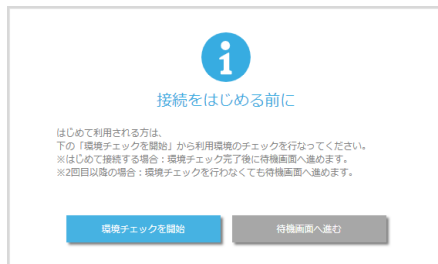 接続をはじめる前に
はじめて利用される方は、
下の「環境チェックを開始」から利用環境のチェックを行なってください。
※はじめて接続する場合：環境チェック完了後に待機画面へ進めます。
※2回目以降の場合：環境チェックを行わなくても待機画面へ進めます。
環境チェックを開始
待機画面へ進む